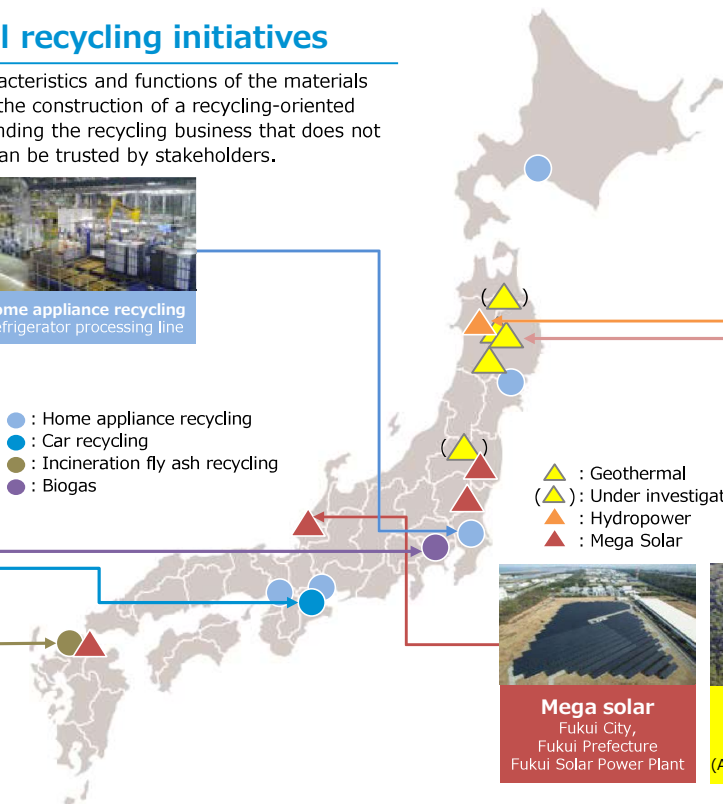 l recycling initiatives
acteristics and functions of the materials
the construction of a recycling-oriented
nding the recycling business that does not
an be trusted by stakeholders.
ome appliance recycling
efrigerator processing line
: Home appliance recycling
: Car recycling
: Incineration fly ash recycling
: Biogas
( )
( )
: Geothermal
( ) : Under investigat
: Hydropower
: Mega Solar
Mega solar
Fukui City,
Fukui Prefecture
Fukui Solar Power Plant
(A